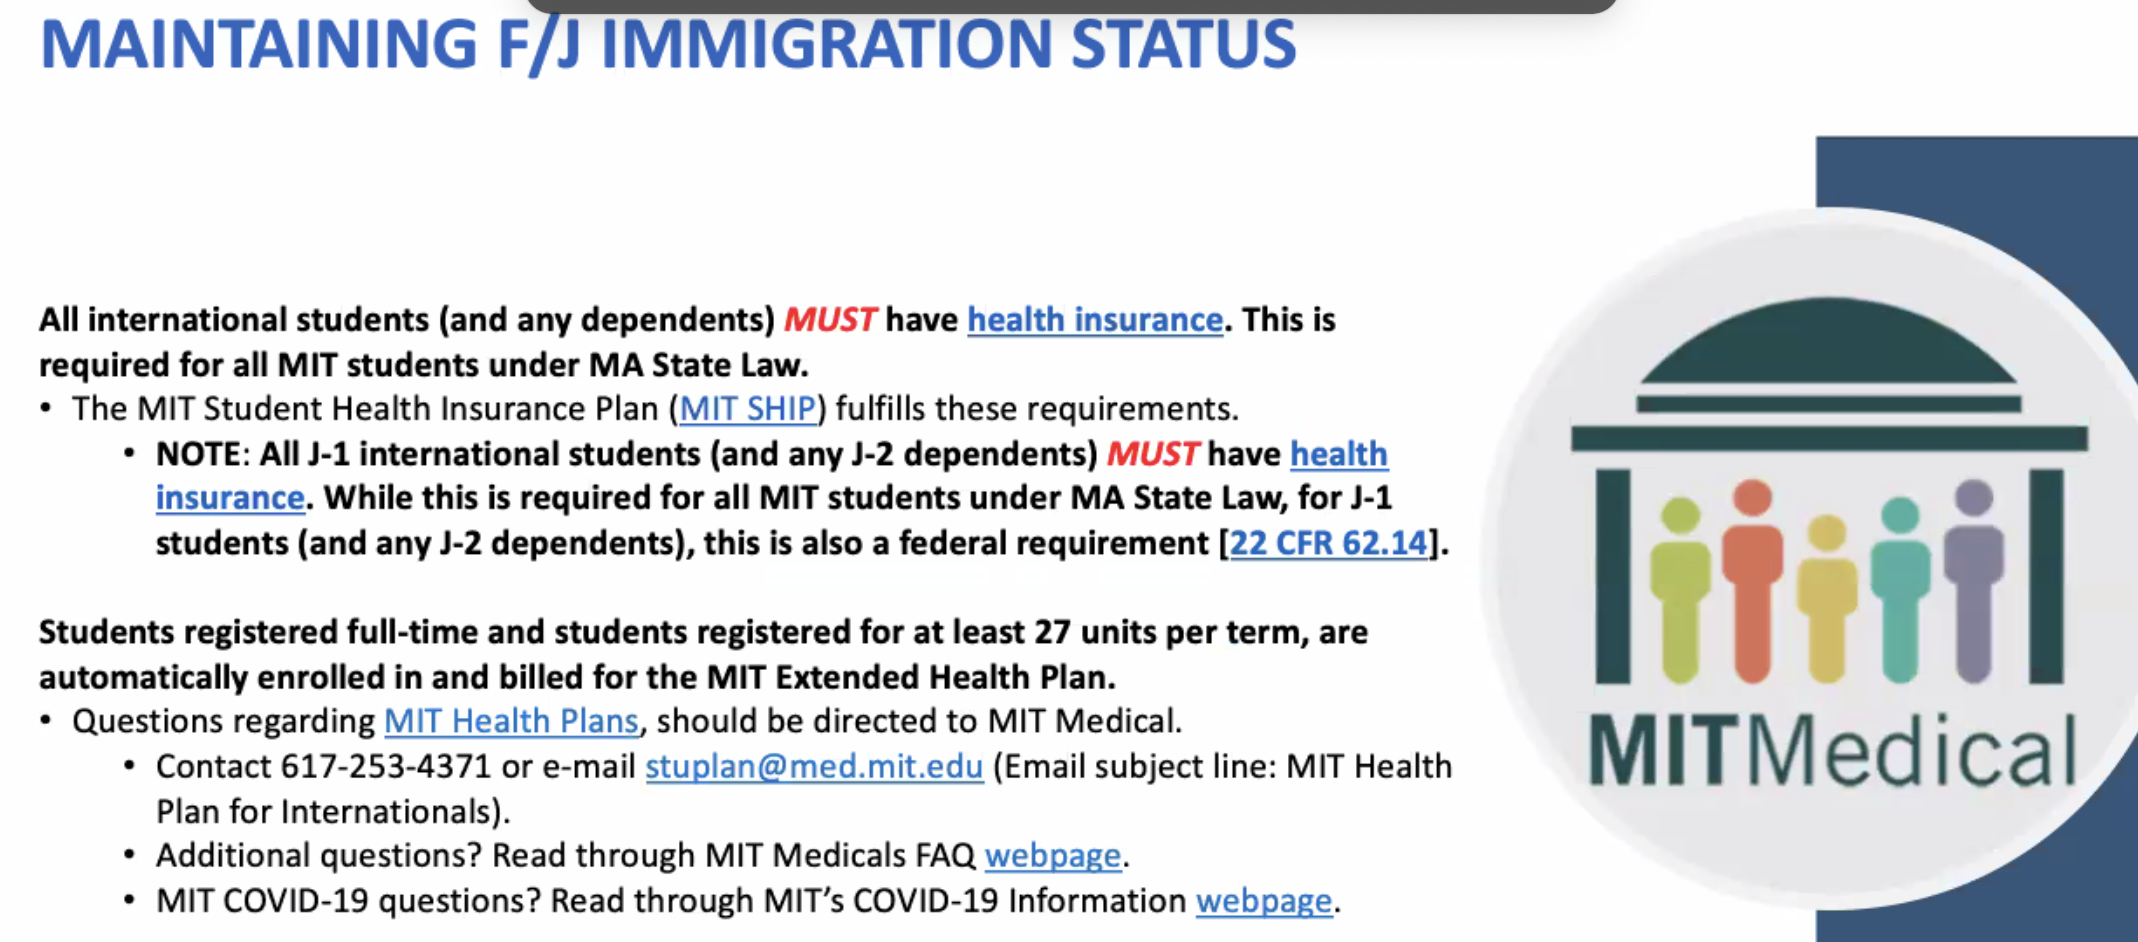 MAINTAINING F/J IMMIGRATION STATUS
All international students (and any dependents) MUST have health insurance. This is
required for all MIT students under MA State Law.
• The MIT Student Health Insurance Plan (MIT SHIP) fulfills these requirements.
• NOTE: All J-1 international students (and any J-2 dependents) MUST have health
insurance. While this is required for all MIT students under MA State Law, for J-1
students (and any J-2 dependents), this is also a federal requirement [22 CFR 62.14].
Students registered full-time and students registered for at least 27 units per term, are
automatically enrolled in and billed for the MIT Extended Health Plan.
• Questions regarding MIT Health Plans, should be directed to MIT Medical.
• Contact 617-253-4371 or e-mail stuplan@med.mit.edu (Email subject line: MIT Health
Plan for Internationals).
• Additional questions? Read through MIT Medicals FAQ webpage.
• MIT COVID-19 questions? Read through MIT’s COVID-19 Information webpage.
MITMedical